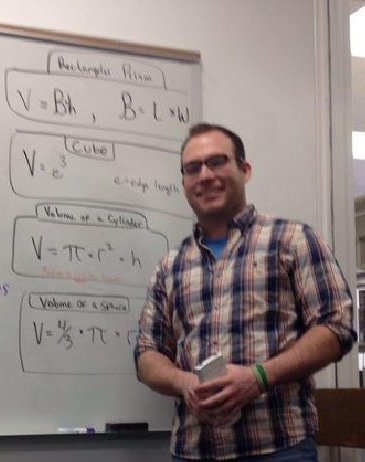 Rectangular Prism
V = Bh , B = L × W
Cube
V = e³
e = edge length
Volume of a Cylinder
V = π · r² · h
Volume of a Sphere
V = 4/3 · π · r